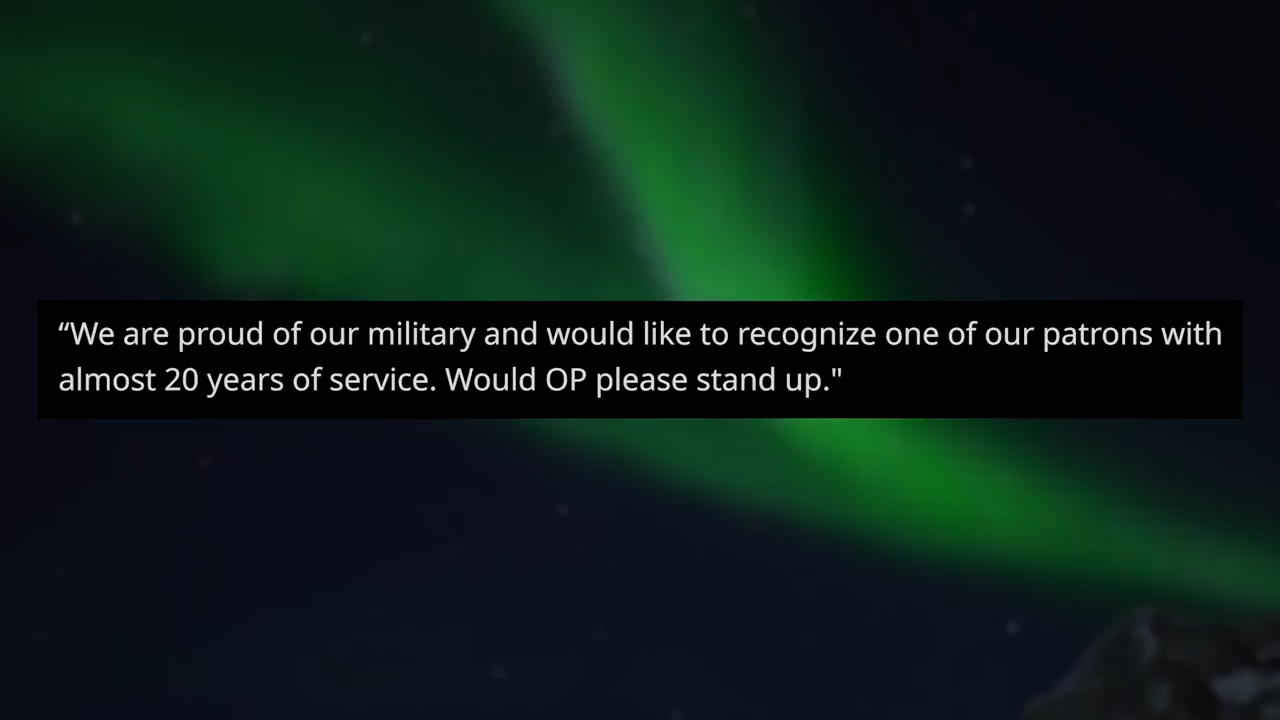 “We are proud of our military and would like to recognize one of our patrons with
almost 20 years of service. Would OP please stand up."